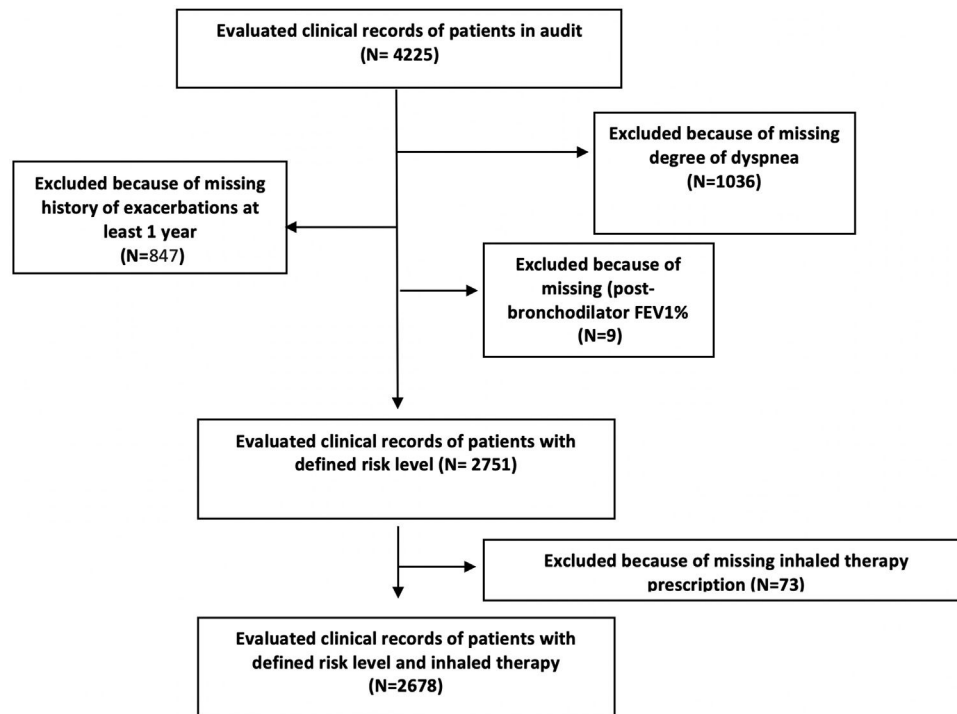 Evaluated clinical records of patients in audit
(N= 4225)
Excluded because of missing
degree of dyspnea
(N=1036)
Excluded because of missing
history of exacerbations at
least 1 year
(N=847)
Excluded because of
missing (post-
bronchodilator FEV1%
(N=9)
Evaluated clinical records of patients with
defined risk level (N= 2751)
Excluded because of missing inhaled therapy
prescription (N=73)
Evaluated clinical records of patients with
defined risk level and inhaled therapy
(N=2678)